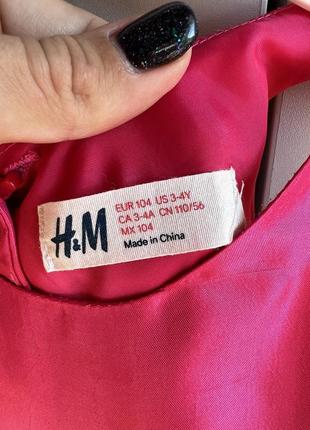 H&M
EUR 104 US 3-4Y
CA 3-4A CN 110/56
MX 104
Made in China